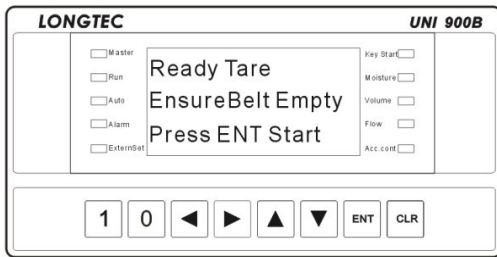 LONGTEC
UNI 900B
Master
Run
Auto
Alarm
ExternSet
Ready Tare
EnsureBelt Empty
Press ENT Start
Key Start
Moisture
Volume
Flow
Acc.cont
1 0 ◀ ▶ ▲ ▼ ENT CLR